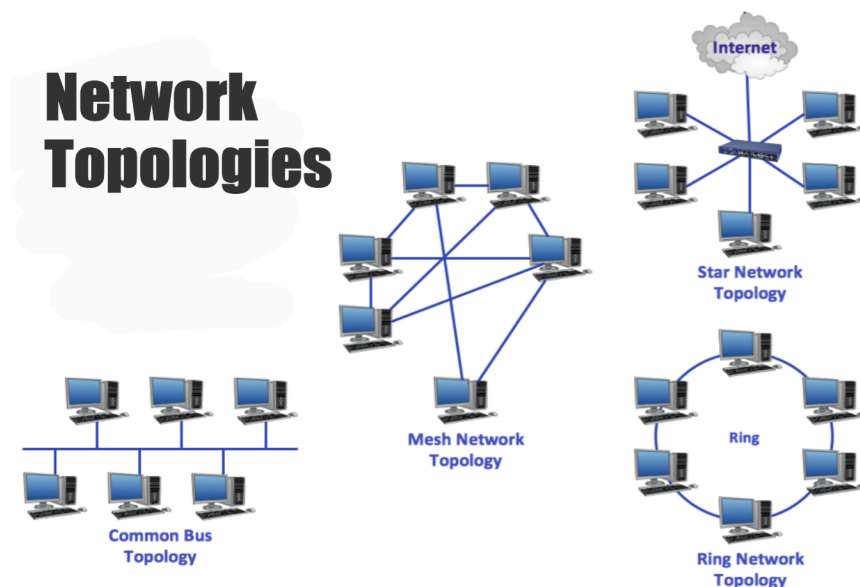 Network
Topologies
Internet
Star Network
Topology
Mesh Network
Topology
Ring
Common Bus
Topology
Ring Network
Topology